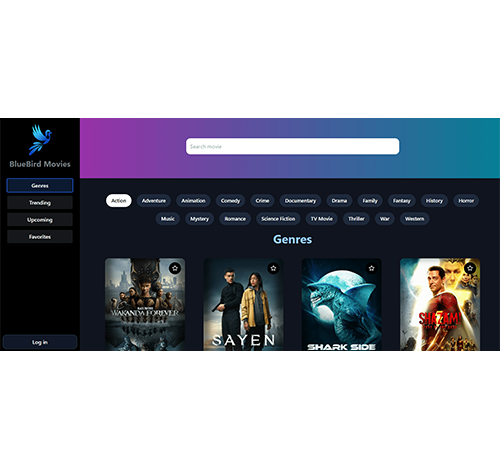 BlueBird Movies
Genres
Trending
Upcoming
Favorites
Log in
Search movie
Action Adventure Animation Comedy Crime Documentary Drama Family Fantasy History Horror
Music Mystery Romance Science Fiction TV Movie Thriller War Western
Genres
WAKANDA FOREVER
SAYEN
SHARK SIDE
SHAZAM